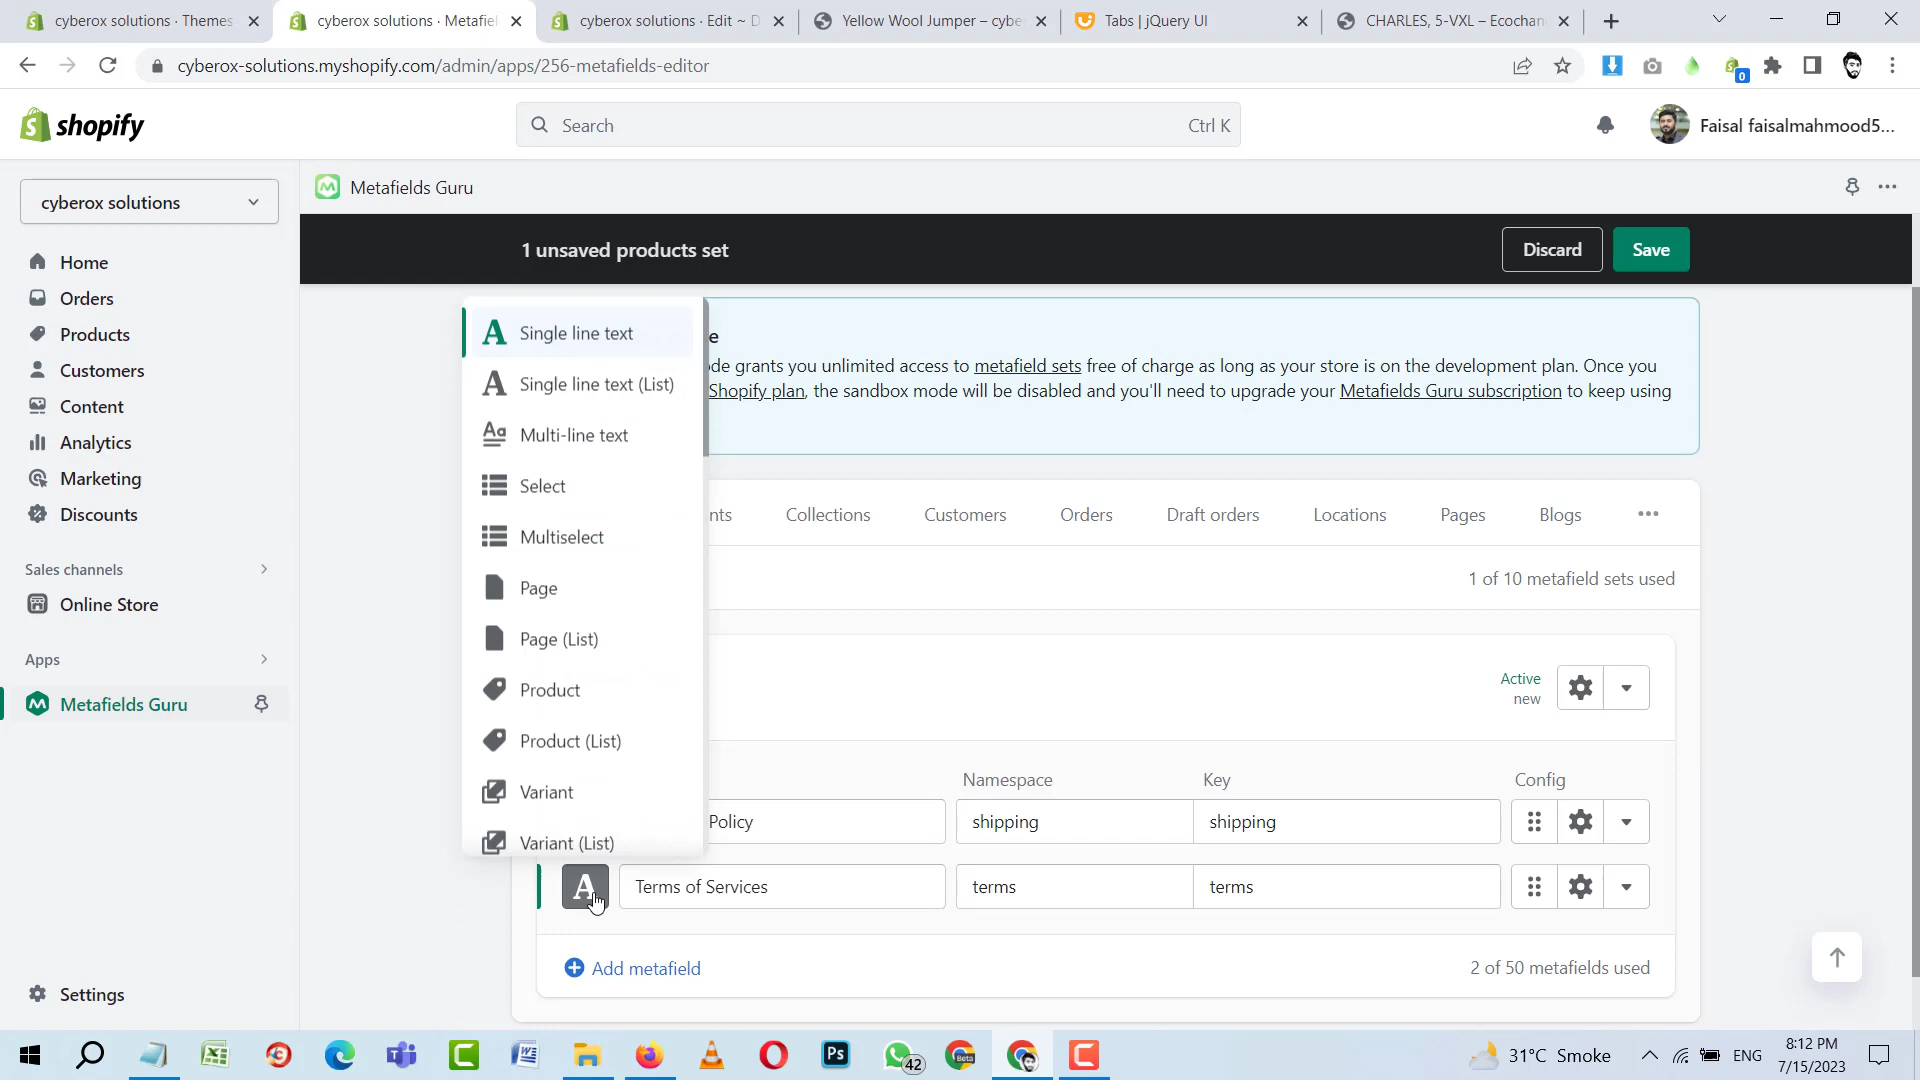 cyberox solutions · Themes
cyberox solutions · Metafiel
cyberox solutions · Edit ~ D
Yellow Wool Jumper – cybe
Tabs | jQuery UI
CHARLES, 5-VXL – Ecochan
cyberox-solutions.myshopify.com/admin/apps/256-metafields-editor
0
shopify
Search
Ctrl K
Faisal faisalmahmood5...
cyberox solutions
Metafields Guru
1 unsaved products set
Discard
Save
Home
Orders
Products
Customers
Content
Analytics
Marketing
Discounts
Sales channels
Online Store
Apps
Metafields Guru
Settings
Single line text
Single line text (List)
Multi-line text
Select
Multiselect
Page
Page (List)
Product
Product (List)
Variant
Variant (List)
e
de grants you unlimited access to metafield sets free of charge as long as your store is on the development plan. Once you
Shopify plan, the sandbox mode will be disabled and you'll need to upgrade your Metafields Guru subscription to keep using
nts
Collections
Customers
Orders
Draft orders
Locations
Pages
Blogs
1 of 10 metafield sets used
Active
new
Namespace
Key
Config
Policy
shipping
shipping
A
Terms of Services
terms
terms
Add metafield
2 of 50 metafields used
42
31°C Smoke
ENG
8:12 PM
7/15/2023